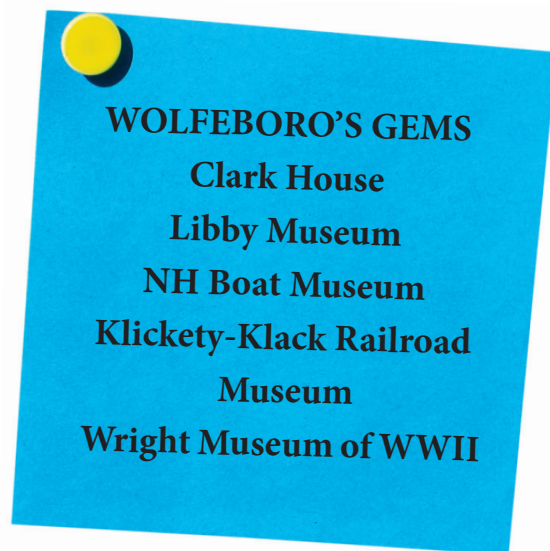 WOLFEBORO’S GEMS
Clark House
Libby Museum
NH Boat Museum
Klickety-Klack Railroad
Museum
Wright Museum of WWII